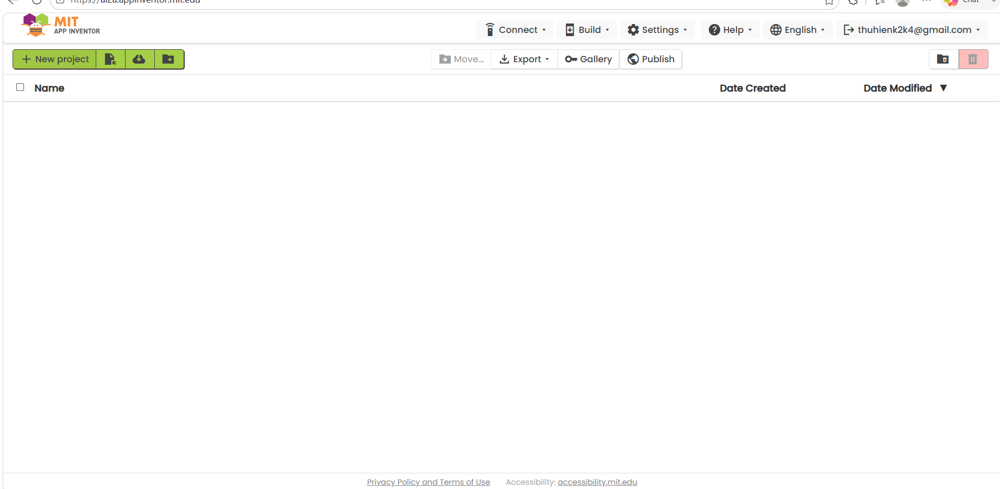 https://ai2a.appinventor.mit.edu
Chat
MIT
APP INVENTOR
Connect
Build
Settings
Help
English
thuhienk2k4@gmail.com
New project
Move...
Export
Gallery
Publish
Name
Date Created
Date Modified ▼
Privacy Policy and Terms of Use
Accessibility: accessibility.mit.edu